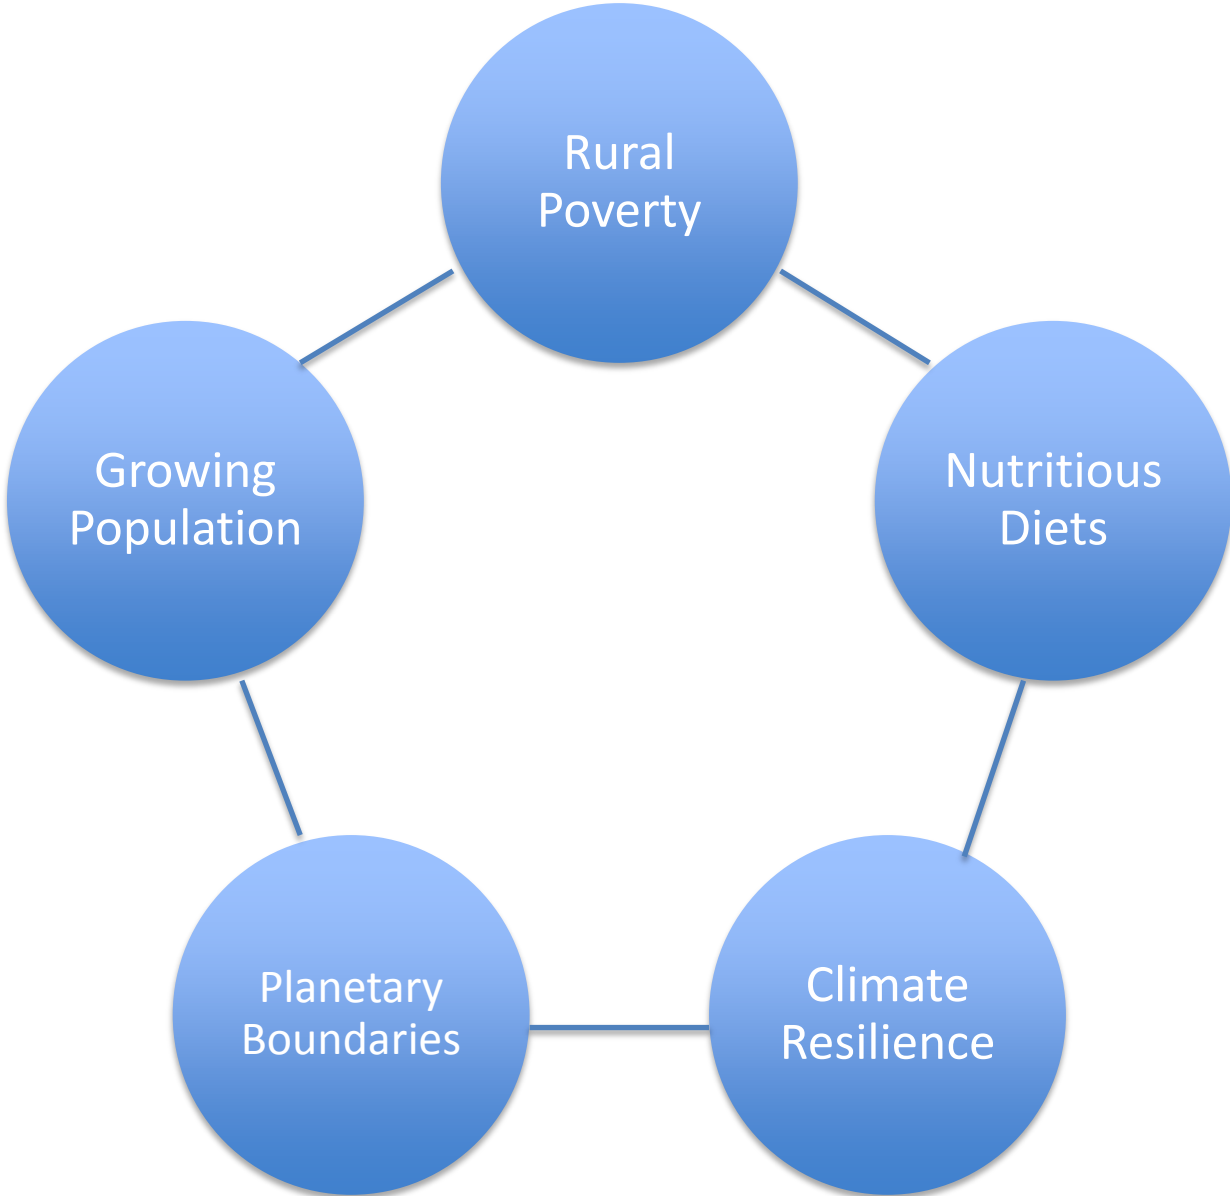 Rural
Poverty
Nutritious
Diets
Climate
Resilience
Planetary
Boundaries
Growing
Population